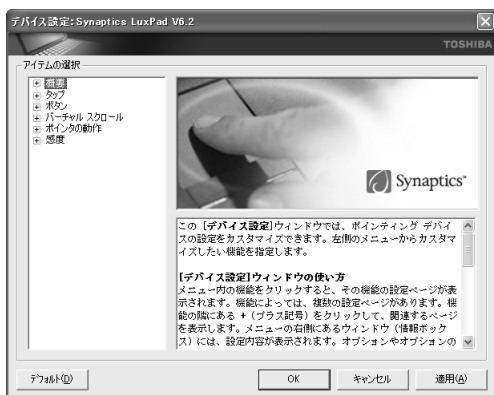 デバイス設定:Synaptics LuxPad V6.2
TOSHIBA
アイテムの選択
概要
タップ
ボタン
バーチャル スクロール
ポインタの動作
感度
Synaptics
この [デバイス設定]ウィンドウでは、ポインティング デバイ
スの設定をカスタマイズできます。左側のメニューからカスタマ
イズしたい機能を指定します。
[デバイス設定]ウィンドウの使い方
メニュー内の機能をクリックすると、その機能の設定ページが表
示されます。機能によっては、複数の設定ページがあります。機
能の隣にある + (プラス記号) をクリックして、関連するページ
を表示します。メニューの右側にあるウィンドウ (情報ボック
ス) には、設定内容が表示されます。オプションやオプションの
デフォルト(D)
OK
キャンセル
適用(A)